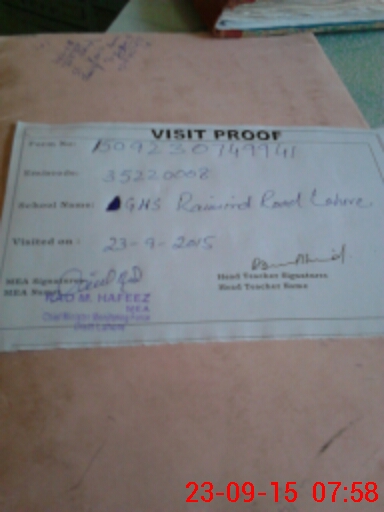 VISIT PROOF
Form No: 1509230749941
Emiscode: 35220008
School Name: GHS Raiwind Road Lahore.
Visited on : 23-9-2015
MEA Signature
Head Teacher Signature
MEA Name
Head Teacher Name
RAO M. HAFEEZ
MEA
23-09-15 07:58